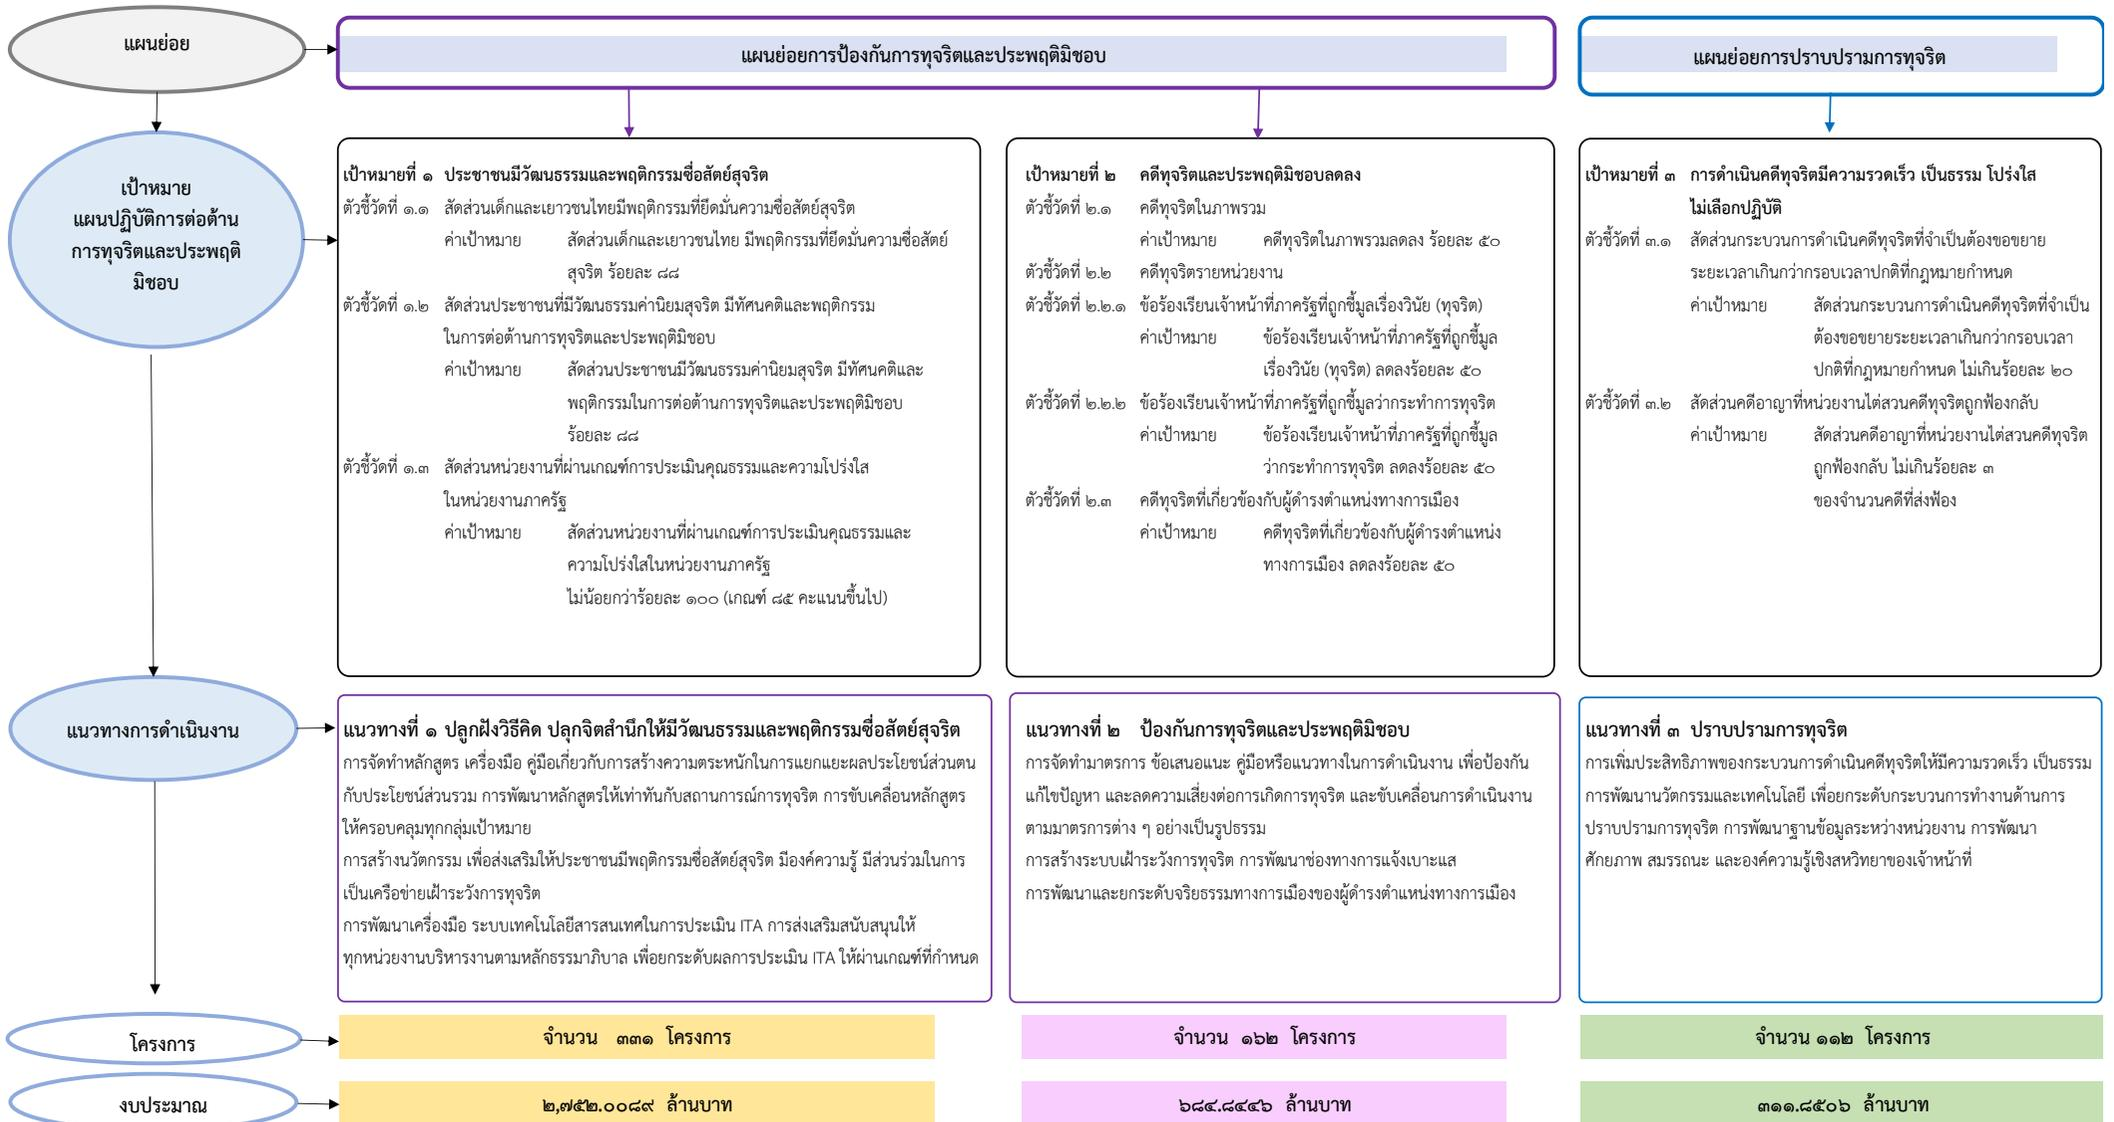 แผนย่อย
แผนย่อยการป้องกันการทุจริตและประพฤติมิชอบ
แผนย่อยการปราบปรามการทุจริต
เป้าหมาย
แผนปฏิบัติการต่อต้าน
การทุจริตและประพฤติ
มิชอบ
เป้าหมายที่ ๑ ประชาชนมีวัฒนธรรมและพฤติกรรมซื่อสัตย์สุจริต
ตัวชี้วัดที่ ๑.๑ สัดส่วนเด็กและเยาวชนไทยมีพฤติกรรมที่ยึดมั่นความซื่อสัตย์สุจริต
ค่าเป้าหมาย สัดส่วนเด็กและเยาวชนไทย มีพฤติกรรมที่ยึดมั่นความซื่อสัตย์
สุจริต ร้อยละ ๘๘
ตัวชี้วัดที่ ๑.๒ สัดส่วนประชาชนที่มีวัฒนธรรมค่านิยมสุจริต มีทัศนคติและพฤติกรรม
ในการต่อต้านการทุจริตและประพฤติมิชอบ
ค่าเป้าหมาย สัดส่วนประชาชนมีวัฒนธรรมค่านิยมสุจริต มีทัศนคติและ
พฤติกรรมในการต่อต้านการทุจริตและประพฤติมิชอบ
ร้อยละ ๘๘
ตัวชี้วัดที่ ๑.๓ สัดส่วนหน่วยงานที่ผ่านเกณฑ์การประเมินคุณธรรมและความโปร่งใส
ในหน่วยงานภาครัฐ
ค่าเป้าหมาย สัดส่วนหน่วยงานที่ผ่านเกณฑ์การประเมินคุณธรรมและ
ความโปร่งใสในหน่วยงานภาครัฐ
ไม่น้อยกว่าร้อยละ ๑๐๐ (เกณฑ์ ๘๕ คะแนนขึ้นไป)
เป้าหมายที่ ๒ คดีทุจริตและประพฤติมิชอบลดลง
ตัวชี้วัดที่ ๒.๑ คดีทุจริตในภาพรวม
ค่าเป้าหมาย คดีทุจริตในภาพรวมลดลง ร้อยละ ๕๐
ตัวชี้วัดที่ ๒.๒ คดีทุจริตรายหน่วยงาน
ตัวชี้วัดที่ ๒.๒.๑ ข้อร้องเรียนเจ้าหน้าที่ภาครัฐที่ถูกชี้มูลเรื่องวินัย (ทุจริต)
ค่าเป้าหมาย ข้อร้องเรียนเจ้าหน้าที่ภาครัฐที่ถูกชี้มูล
เรื่องวินัย (ทุจริต) ลดลงร้อยละ ๕๐
ตัวชี้วัดที่ ๒.๒.๒ ข้อร้องเรียนเจ้าหน้าที่ภาครัฐที่ถูกชี้มูลว่ากระทำการทุจริต
ค่าเป้าหมาย ข้อร้องเรียนเจ้าหน้าที่ภาครัฐที่ถูกชี้มูล
ว่ากระทำการทุจริต ลดลงร้อยละ ๕๐
ตัวชี้วัดที่ ๒.๓ คดีทุจริตที่เกี่ยวข้องกับผู้ดำรงตำแหน่งทางการเมือง
ค่าเป้าหมาย คดีทุจริตที่เกี่ยวข้องกับผู้ดำรงตำแหน่ง
ทางการเมือง ลดลงร้อยละ ๕๐
เป้าหมายที่ ๓ การดำเนินคดีทุจริตมีความรวดเร็ว เป็นธรรม โปร่งใส
ไม่เลือกปฏิบัติ
ตัวชี้วัดที่ ๓.๑ สัดส่วนกระบวนการดำเนินคดีทุจริตที่จำเป็นต้องขอขยาย
ระยะเวลาเกินกว่ากรอบเวลาปกติที่กฎหมายกำหนด
ค่าเป้าหมาย สัดส่วนกระบวนการดำเนินคดีทุจริตที่จำเป็น
ต้องขอขยายระยะเวลาเกินกว่ากรอบเวลา
ปกติที่กฎหมายกำหนด ไม่เกินร้อยละ ๒๐
ตัวชี้วัดที่ ๓.๒ สัดส่วนคดีอาญาที่หน่วยงานไต่สวนคดีทุจริตถูกฟ้องกลับ
ค่าเป้าหมาย สัดส่วนคดีอาญาที่หน่วยงานไต่สวนคดีทุจริต
ถูกฟ้องกลับ ไม่เกินร้อยละ ๓
ของจำนวนคดีที่ส่งฟ้อง
แนวทางการดำเนินงาน
แนวทางที่ ๑ ปลูกฝังวิธีคิด ปลุกจิตสำนึกให้มีวัฒนธรรมและพฤติกรรมซื่อสัตย์สุจริต
การจัดทำหลักสูตร เครื่องมือ คู่มือเกี่ยวกับการสร้างความตระหนักในการแยกแยะผลประโยชน์ส่วนตน
กับประโยชน์ส่วนรวม การพัฒนาหลักสูตรให้เท่าทันกับสถานการณ์การทุจริต การขับเคลื่อนหลักสูตร
ให้ครอบคลุมทุกกลุ่มเป้าหมาย
การสร้างนวัตกรรม เพื่อส่งเสริมให้ประชาชนมีพฤติกรรมซื่อสัตย์สุจริต มีองค์ความรู้ มีส่วนร่วมในการ
เป็นเครือข่ายเฝ้าระวังการทุจริต
การพัฒนาเครื่องมือ ระบบเทคโนโลยีสารสนเทศในการประเมิน ITA การส่งเสริมสนับสนุนให้
ทุกหน่วยงานบริหารงานตามหลักธรรมาภิบาล เพื่อยกระดับผลการประเมิน ITA ให้ผ่านเกณฑ์ที่กำหนด
แนวทางที่ ๒ ป้องกันการทุจริตและประพฤติมิชอบ
การจัดทำมาตรการ ข้อเสนอแนะ คู่มือหรือแนวทางในการดำเนินงาน เพื่อป้องกัน
แก้ไขปัญหา และลดความเสี่ยงต่อการเกิดการทุจริต และขับเคลื่อนการดำเนินงาน
ตามมาตรการต่าง ๆ อย่างเป็นรูปธรรม
การสร้างระบบเฝ้าระวังการทุจริต การพัฒนาช่องทางการแจ้งเบาะแส
การพัฒนาและยกระดับจริยธรรมทางการเมืองของผู้ดำรงตำแหน่งทางการเมือง
แนวทางที่ ๓ ปราบปรามการทุจริต
การเพิ่มประสิทธิภาพของกระบวนการดำเนินคดีทุจริตให้มีความรวดเร็ว เป็นธรรม
การพัฒนานวัตกรรมและเทคโนโลยี เพื่อยกระดับกระบวนการทำงานด้านการ
ปราบปรามการทุจริต การพัฒนาฐานข้อมูลระหว่างหน่วยงาน การพัฒนา
ศักยภาพ สมรรถนะ และองค์ความรู้เชิงสหวิทยาของเจ้าหน้าที่
โครงการ
จำนวน ๓๓๑ โครงการ
จำนวน ๑๖๒ โครงการ
จำนวน ๑๑๒ โครงการ
งบประมาณ
๒,๗๕๒.๐๐๘๙ ล้านบาท
๖๘๔.๘๔๔๖ ล้านบาท
๓๑๑.๘๕๐๖ ล้านบาท